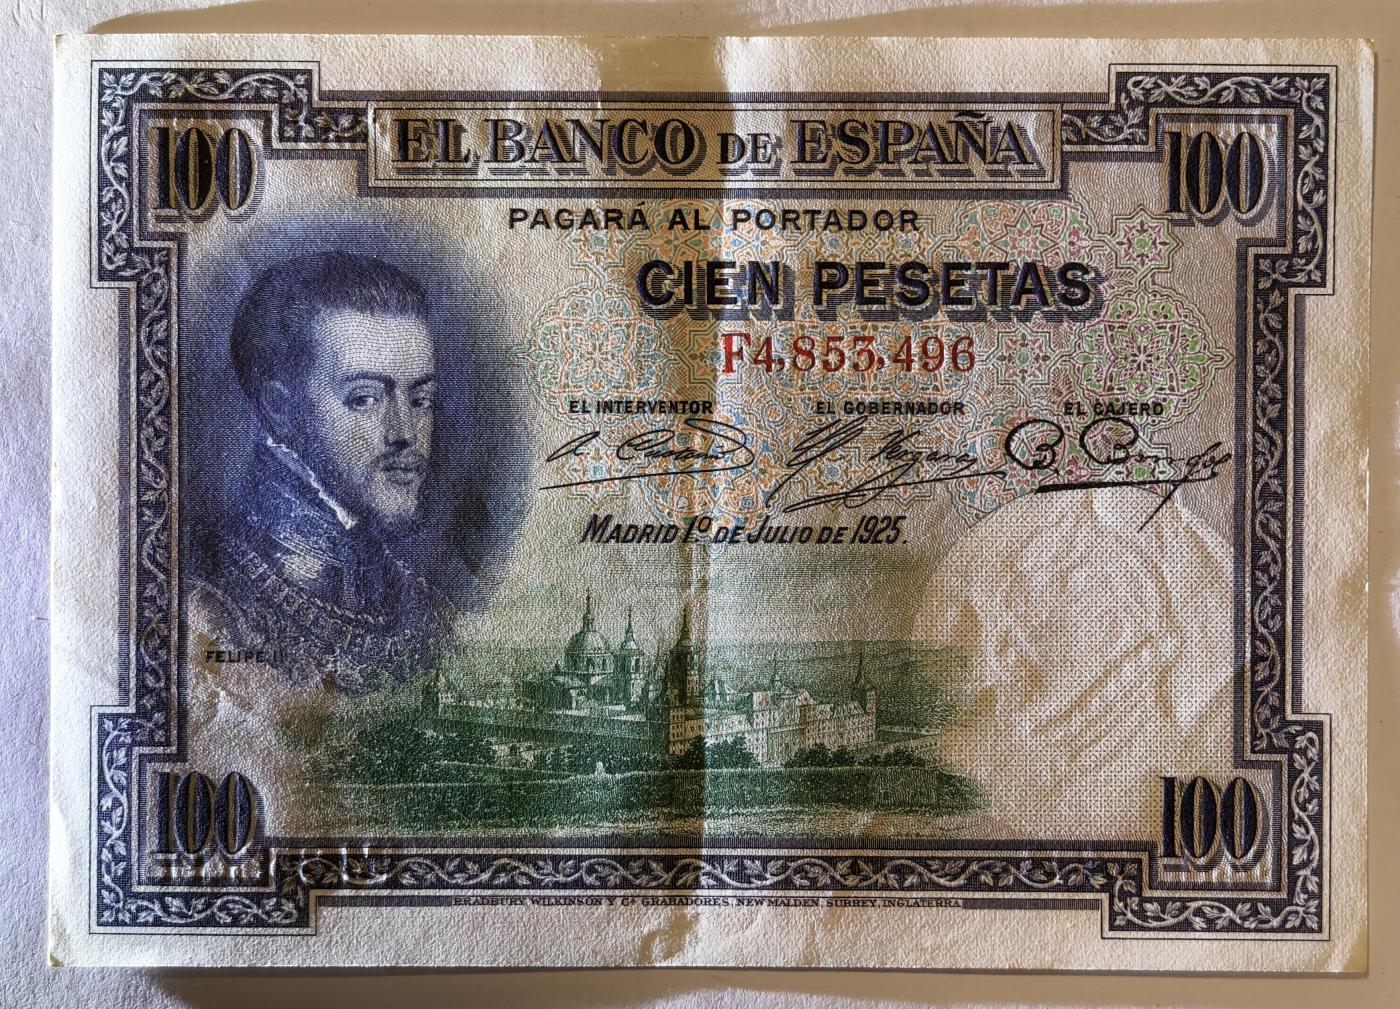 100 EL BANCO DE ESPAÑA 100
PAGARÁ AL PORTADOR
CIEN PESETAS
F4,853,496
EL INTERVENTOR EL GOBERNADOR EL CAJERO
MADRID 1º DE JULIO DE 1925.
FELIPE II
100 100
BRADBURY WILKINSON Y Cª GRABADORES, NEW MALDEN, SURREY, INGLATERRA